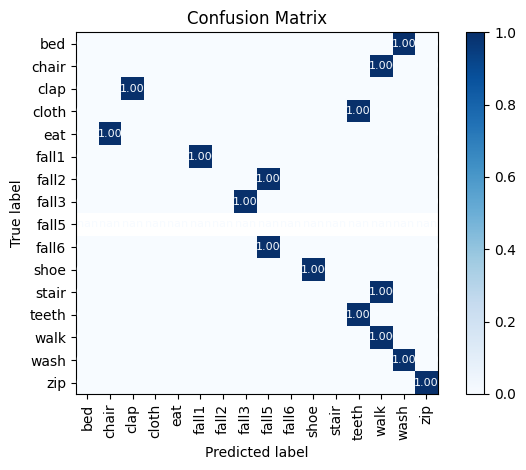 Confusion Matrix
True label
bed 1.00
chair 1.00
clap 1.00
cloth 1.00
eat 1.00
fall1 1.00
fall2 1.00
fall3 1.00
fall5
fall6 1.00
shoe 1.00
stair 1.00
teeth 1.00
walk 1.00
wash 1.00
zip 1.00
bed chair clap cloth eat fall1 fall2 fall3 fall5 fall6 shoe stair teeth walk wash zip
Predicted label
1.0
0.8
0.6
0.4
0.2
0.0